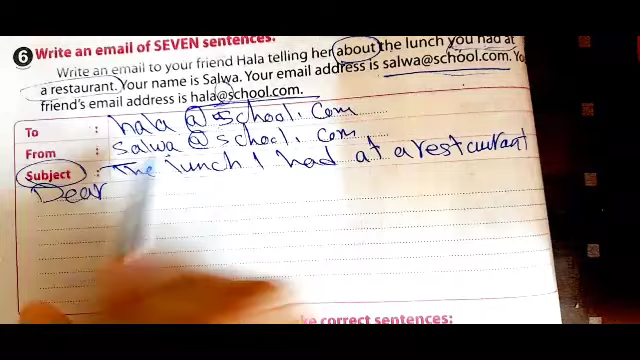 6 Write an email of SEVEN sentences:
Write an email to your friend Hala telling her about the lunch you had at
a restaurant. Your name is Salwa. Your email address is salwa@school.com. Yo
friend's email address is hala@school.com.
To : hala @ school. Com
From : Salwa @ school. Com
Subject : The lunch I had at a restaurant
Dear
ke correct sentences: